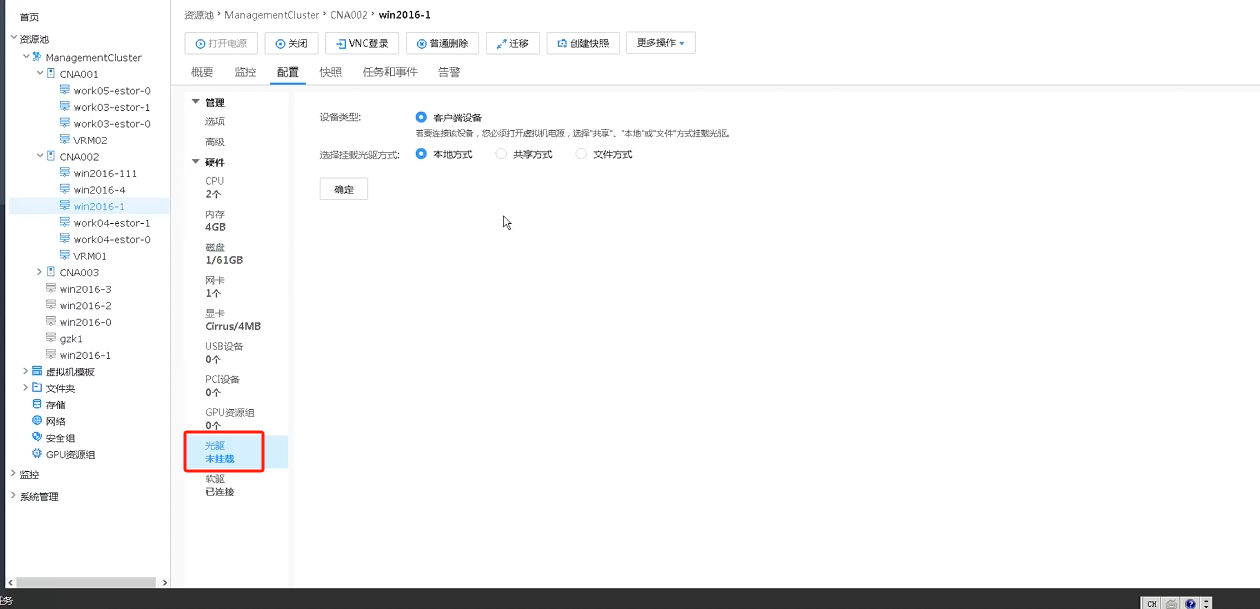 首页
资源池
ManagementCluster
CNA001
work05-estor-0
work03-estor-1
work03-estor-0
VRM02
CNA002
win2016-111
win2016-4
win2016-1
work04-estor-1
work04-estor-0
VRM01
CNA003
win2016-3
win2016-2
win2016-0
gzk1
win2016-1
虚拟机模板
文件夹
存储
网络
安全组
GPU资源组
监控
系统管理
资源池 > ManagementCluster > CNA002 > win2016-1
打开电源 关闭 VNC登录 普通删除 迁移 创建快照 更多操作
概要 监控 配置 快照 任务和事件 告警
管理
选项
高级
硬件
CPU
2个
内存
4GB
磁盘
1/61GB
网卡
1个
显卡
Cirrus/4MB
USB设备
0个
PCI设备
0个
GPU资源组
0个
光驱
未挂载
软驱
已连接
设备类型: 客户端设备
若要连接该设备，您必须打开虚拟机电源，选择"共享"、"本地"或"文件"方式挂载光驱。
选择挂载光驱方式: 本地方式 共享方式 文件方式
确定
任务
CH